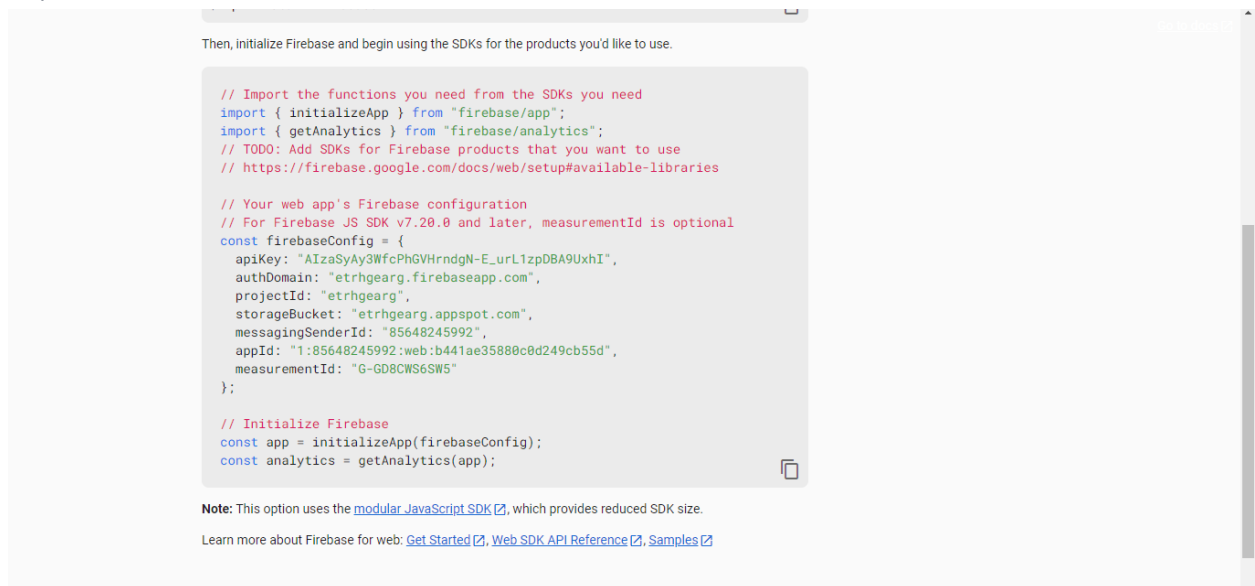 Then, initialize Firebase and begin using the SDKs for the products you'd like to use.
// Import the functions you need from the SDKs you need
import { initializeApp } from "firebase/app";
import { getAnalytics } from "firebase/analytics";
// TODO: Add SDKs for Firebase products that you want to use
// https://firebase.google.com/docs/web/setup#available-libraries
// Your web app's Firebase configuration
// For Firebase JS SDK v7.20.0 and later, measurementId is optional
const firebaseConfig = {
  apiKey: "AIzaSyAy3WfcPhGVHrndgN-E_urL1zpDBA9UxhI",
  authDomain: "etrhgearg.firebaseapp.com",
  projectId: "etrhgearg",
  storageBucket: "etrhgearg.appspot.com",
  messagingSenderId: "85648245992",
  appId: "1:85648245992:web:b441ae35880c0d249cb55d",
  measurementId: "G-GD8CWS6SW5"
};
// Initialize Firebase
const app = initializeApp(firebaseConfig);
const analytics = getAnalytics(app);
Note: This option uses the modular JavaScript SDK, which provides reduced SDK size.
Learn more about Firebase for web: Get Started, Web SDK API Reference, Samples